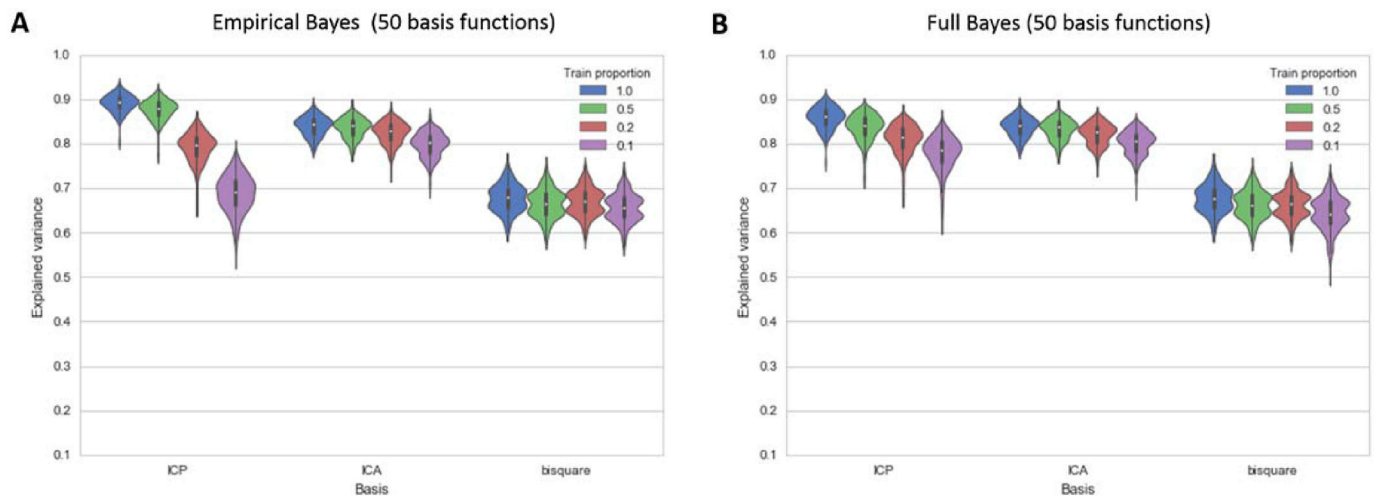 A
Empirical Bayes (50 basis functions)
1.0
0.9
0.8
0.7
0.6
0.5
0.4
0.3
0.2
0.1
Explained variance
Train proportion
1.0
0.5
0.2
0.1
ICP
ICA
bisquare
Basis
B
Full Bayes (50 basis functions)
1.0
0.9
0.8
0.7
0.6
0.5
0.4
0.3
0.2
0.1
Explained variance
Train proportion
1.0
0.5
0.2
0.1
ICP
ICA
bisquare
Basis